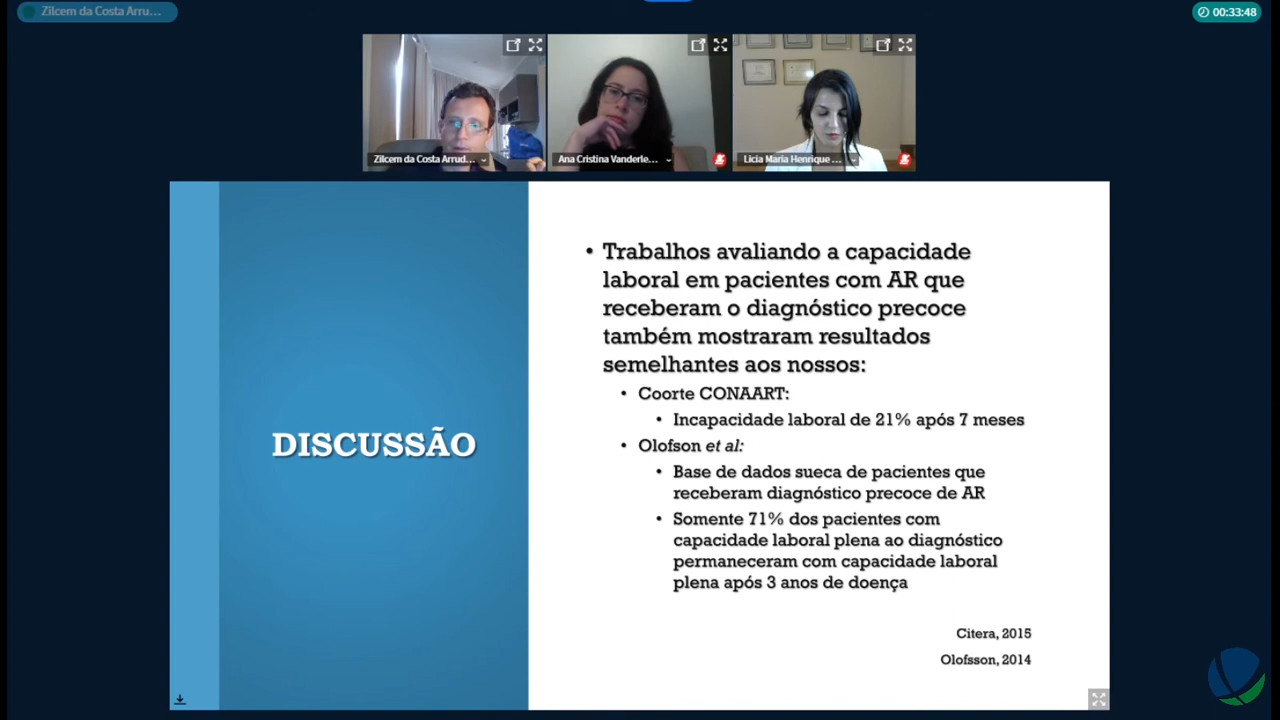 Zilcem da Costa Arru...
00:33:48
Zilcem da Costa Arrud...
Ana Cristina Vanderle...
Licia Maria Henrique ...
DISCUSSÃO
• Trabalhos avaliando a capacidade
laboral em pacientes com AR que
receberam o diagnóstico precoce
também mostraram resultados
semelhantes aos nossos:
• Coorte CONAART:
• Incapacidade laboral de 21% após 7 meses
• Olofson et al:
• Base de dados sueca de pacientes que
receberam diagnóstico precoce de AR
• Somente 71% dos pacientes com
capacidade laboral plena ao diagnóstico
permaneceram com capacidade laboral
plena após 3 anos de doença
Citera, 2015
Olofsson, 2014